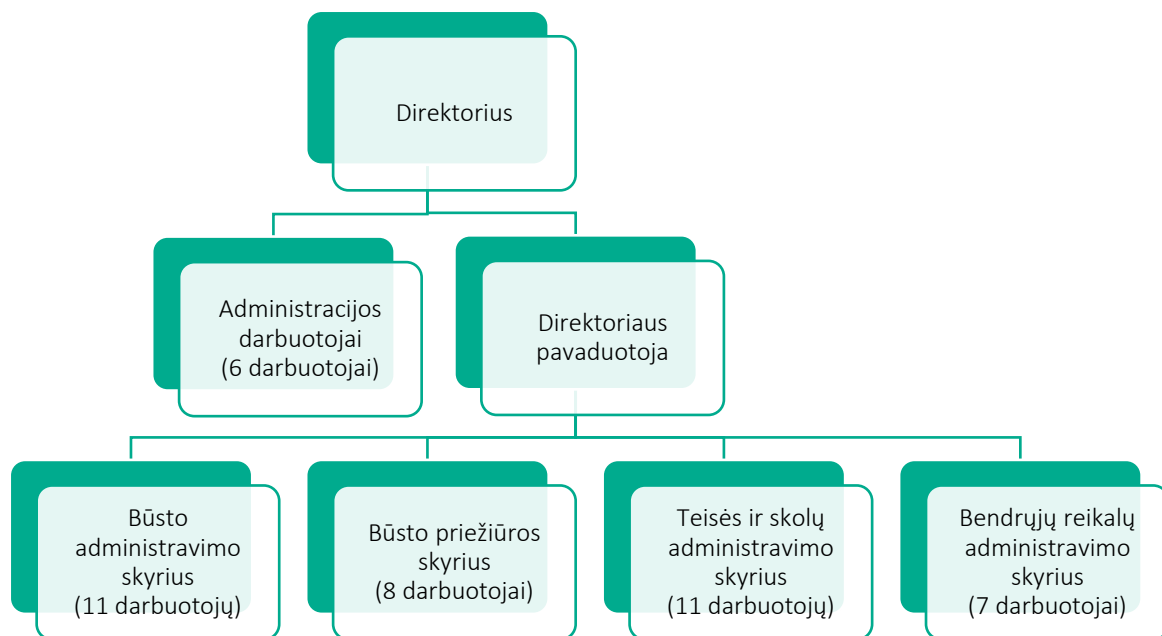 Direktorius
Administracijos
darbuotojai
(6 darbuotojai)
Direktoriaus
pavaduotoja
Būsto
administravimo
skyrius
(11 darbuotojų)
Būsto priežiūros
skyrius
(8 darbuotojai)
Teisės ir skolų
administravimo
skyrius
(11 darbuotojų)
Bendrųjų reikalų
administravimo
skyrius
(7 darbuotojai)